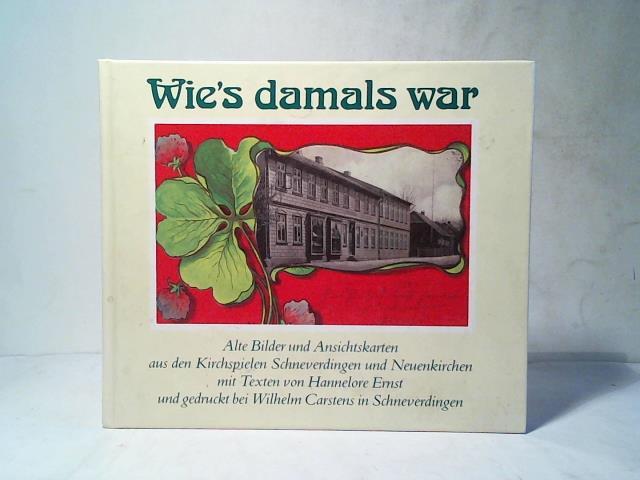 Wie's damals war
Alte Bilder und Ansichtskarten
aus den Kirchspielen Schneverdingen und Neuenkirchen
mit Texten von Hannelore Ernst
und gedruckt bei Wilhelm Carstens in Schneverdingen